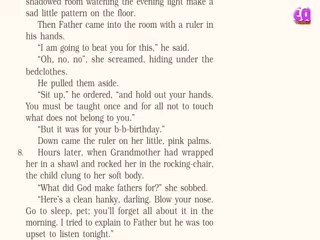 shadowed room watching the evening light make a
sad little pattern on the floor.
Then Father came into the room with a ruler in
his hands.
“I am going to beat you for this,” he said.
“Oh, no, no”, she screamed, hiding under the
bedclothes.
He pulled them aside.
“Sit up,” he ordered, “and hold out your hands.
You must be taught once and for all not to touch
what does not belong to you.”
“But it was for your b-b-birthday.”
Down came the ruler on her little, pink palms.
8. Hours later, when Grandmother had wrapped
her in a shawl and rocked her in the rocking-chair,
the child clung to her soft body.
“What did God make fathers for?” she sobbed.
“Here’s a clean hanky, darling. Blow your nose.
Go to sleep, pet; you’ll forget all about it in the
morning. I tried to explain to Father but he was too
upset to listen tonight.”